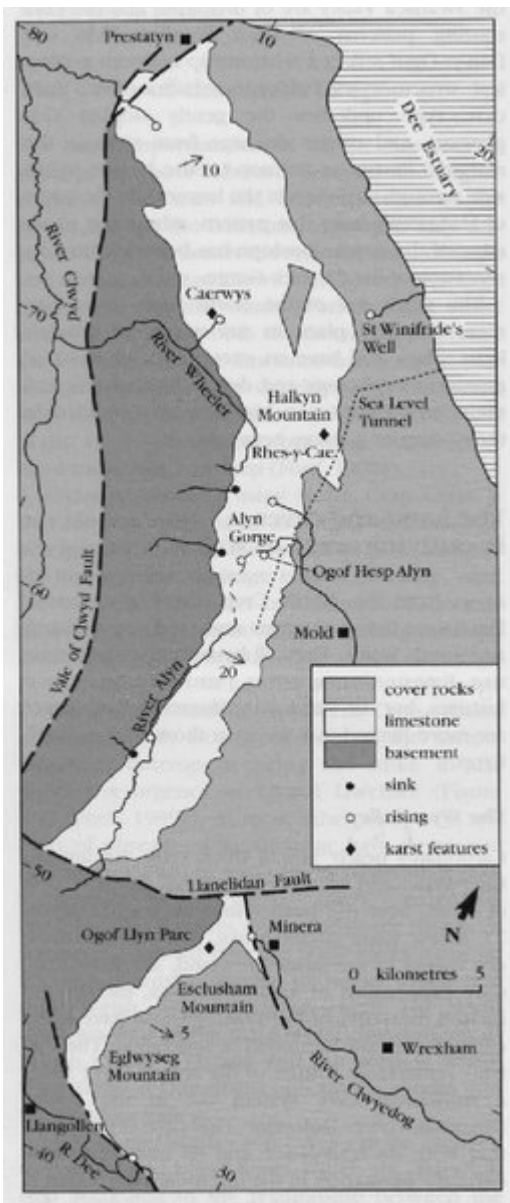 80
Prestatyn
10
Dee Estuary
20
10
River Clwyd
Caerwys
70
River Wheeler
St Winifride's
Well
Halkyn
Mountain
Sea Level
Tunnel
Rhes-y-Cae
Alyn
Gorge
Ogof Hesp Alyn
60
Mold
Vale of Clwyd Fault
20
River Alyn
cover rocks
limestone
basement
sink
rising
karst features
50
Llanelidan Fault
N
Ogof Llyn Parc
Minera
0 kilometres 5
Esclusham
Mountain
5
Eglwyseg
Mountain
Wrexham
River Clwyedog
Llangollen
R. Dee
40
30